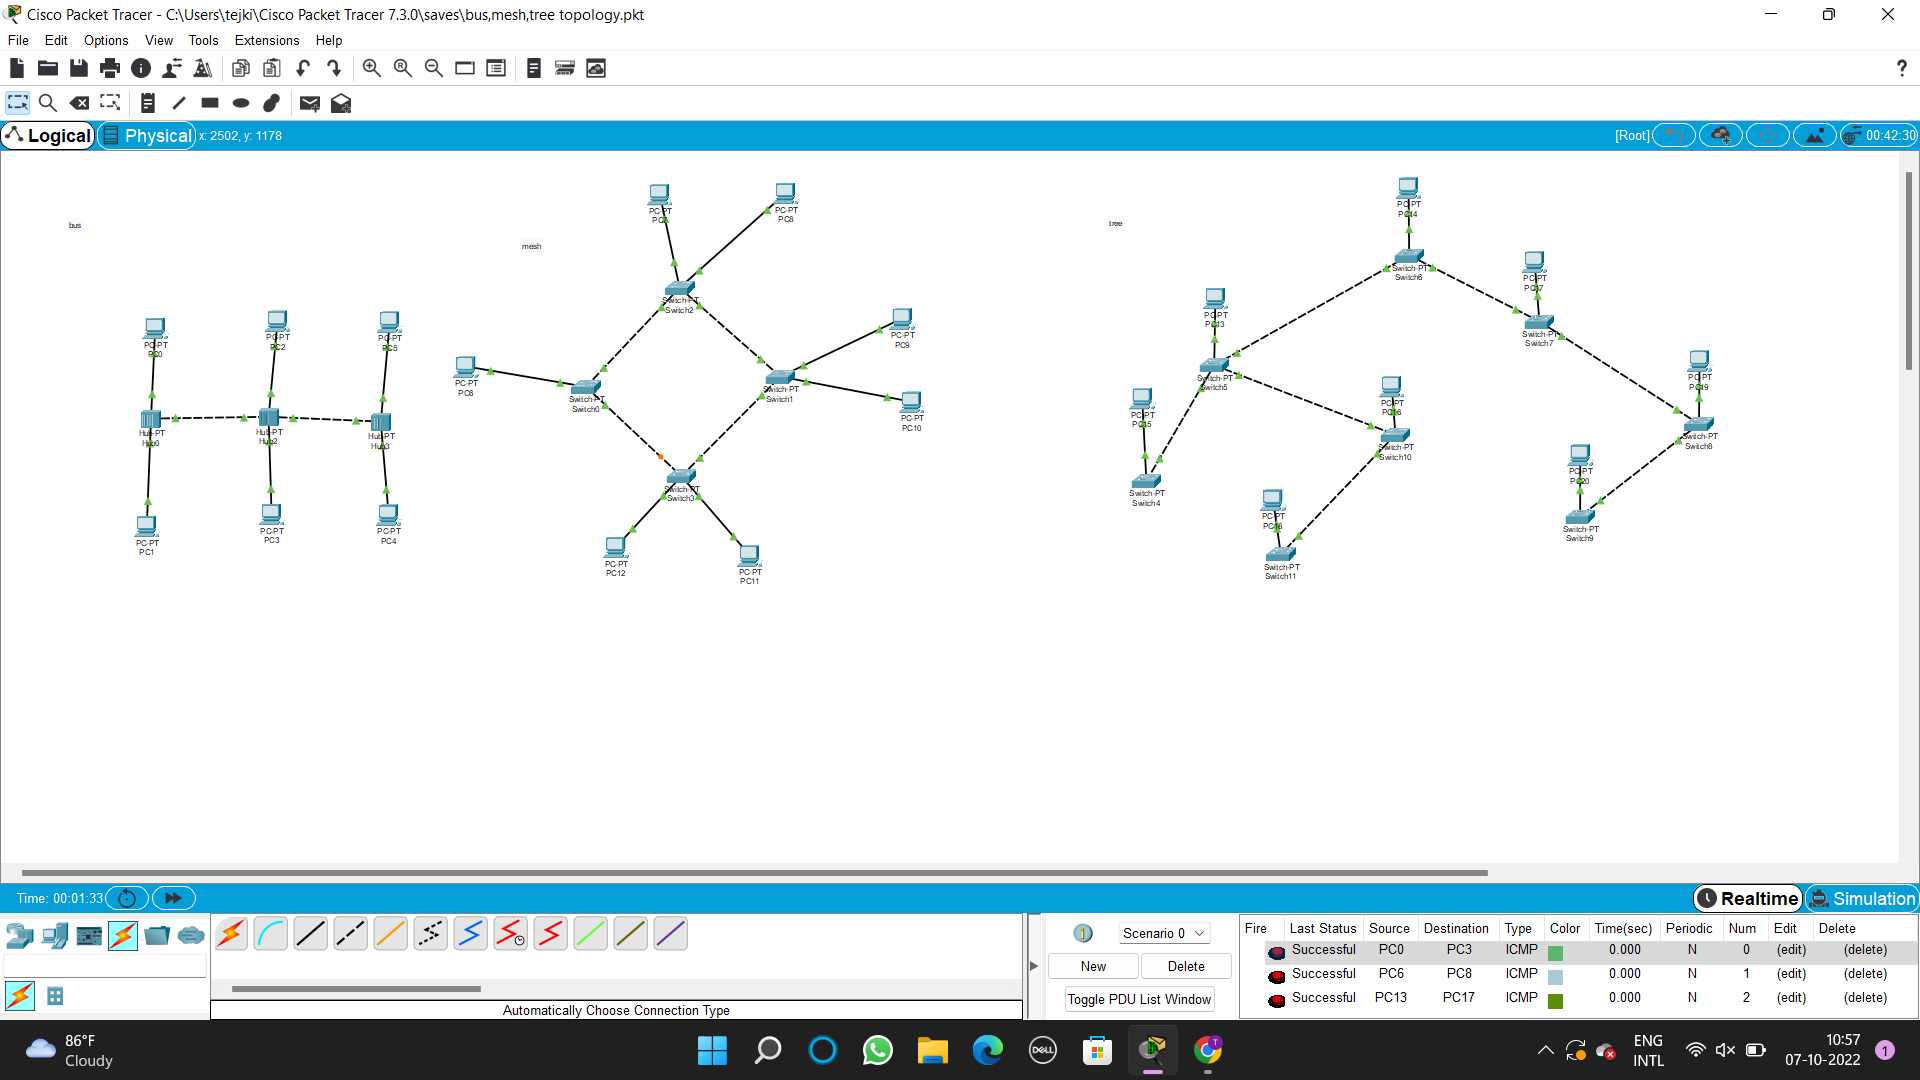 Cisco Packet Tracer - C:\Users\tejki\Cisco Packet Tracer 7.3.0\saves\bus,mesh,tree topology.pkt
File Edit Options View Tools Extensions Help
?
Logical Physical x: 2502, y: 1178 [Root] 00:42:30
bus
mesh
tree
PC-PT
PC0
PC-PT
PC2
PC-PT
PC5
Hub-PT
Hub0
Hub-PT
Hub2
Hub-PT
Hub3
PC-PT
PC1
PC-PT
PC3
PC-PT
PC4
PC-PT
PC-PT
PC8
Switch-PT
Switch2
PC-PT
PC9
PC-PT
PC6
Switch-PT
Switch0
Switch-PT
Switch1
PC-PT
PC10
Switch-PT
Switch3
PC-PT
PC12
PC-PT
PC11
PC-PT
PC14
Switch-PT
Switch6
PC-PT
PC17
PC-PT
PC13
Switch-PT
Switch7
Switch-PT
Switch5
PC-PT
PC19
PC-PT
PC15
PC-PT
PC16
Switch-PT
Switch10
Switch-PT
Switch8
PC-PT
PC20
Switch-PT
Switch4
PC-PT
PC18
Switch-PT
Switch9
Switch-PT
Switch11
Time: 00:01:33 Realtime Simulation
Scenario 0
New Delete
Toggle PDU List Window
Automatically Choose Connection Type
Fire Last Status Source Destination Type Color Time(sec) Periodic Num Edit Delete
Successful PC0 PC3 ICMP 0.000 N 0 (edit) (delete)
Successful PC6 PC8 ICMP 0.000 N 1 (edit) (delete)
Successful PC13 PC17 ICMP 0.000 N 2 (edit) (delete)
86°F
Cloudy
DELL
T
ENG
INTL
10:57
07-10-2022
1